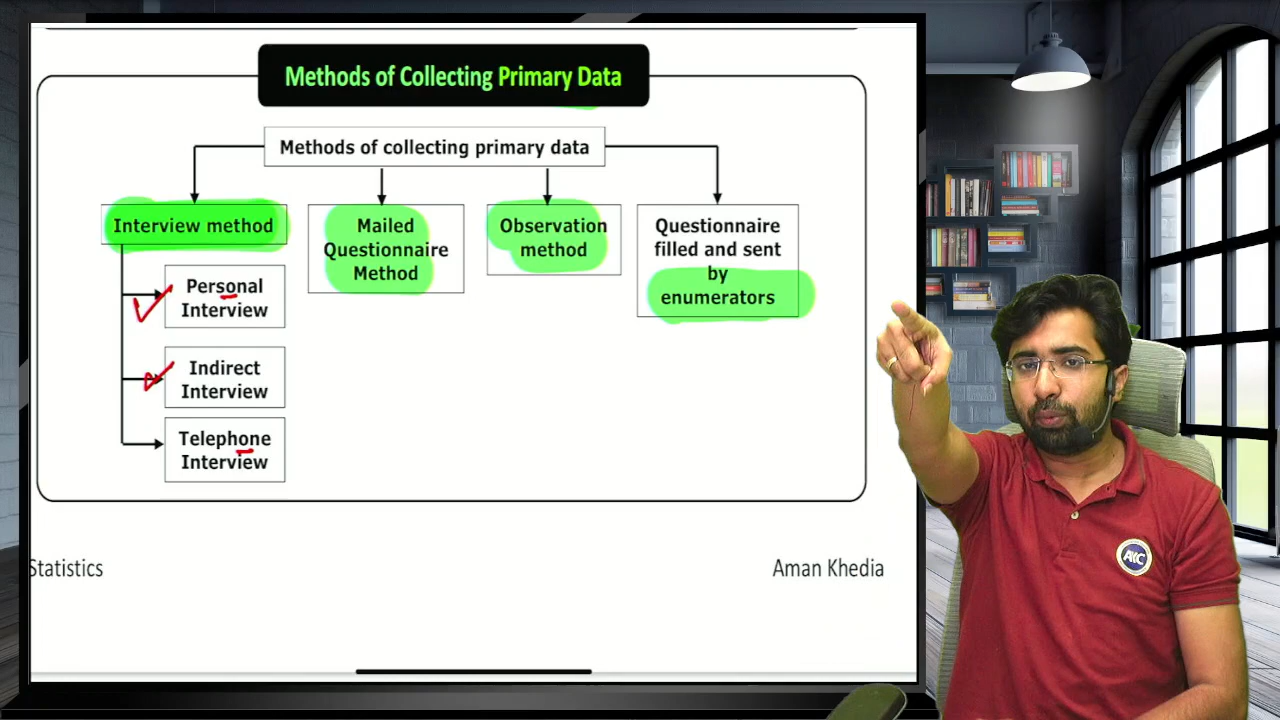 Methods of Collecting Primary Data
Methods of collecting primary data
Interview method
Mailed
Questionnaire
Method
Observation
method
Questionnaire
filled and sent
by
enumerators
Personal
Interview
Indirect
Interview
Telephone
Interview
Statistics
Aman Khedia
AKC